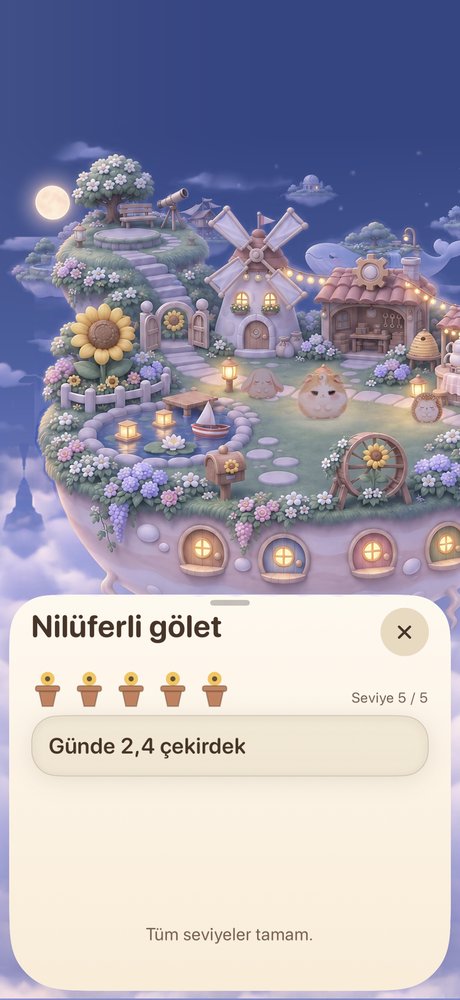 Nilüferli gölet
Seviye 5 / 5
Günde 2,4 çekirdek
Tüm seviyeler tamam.